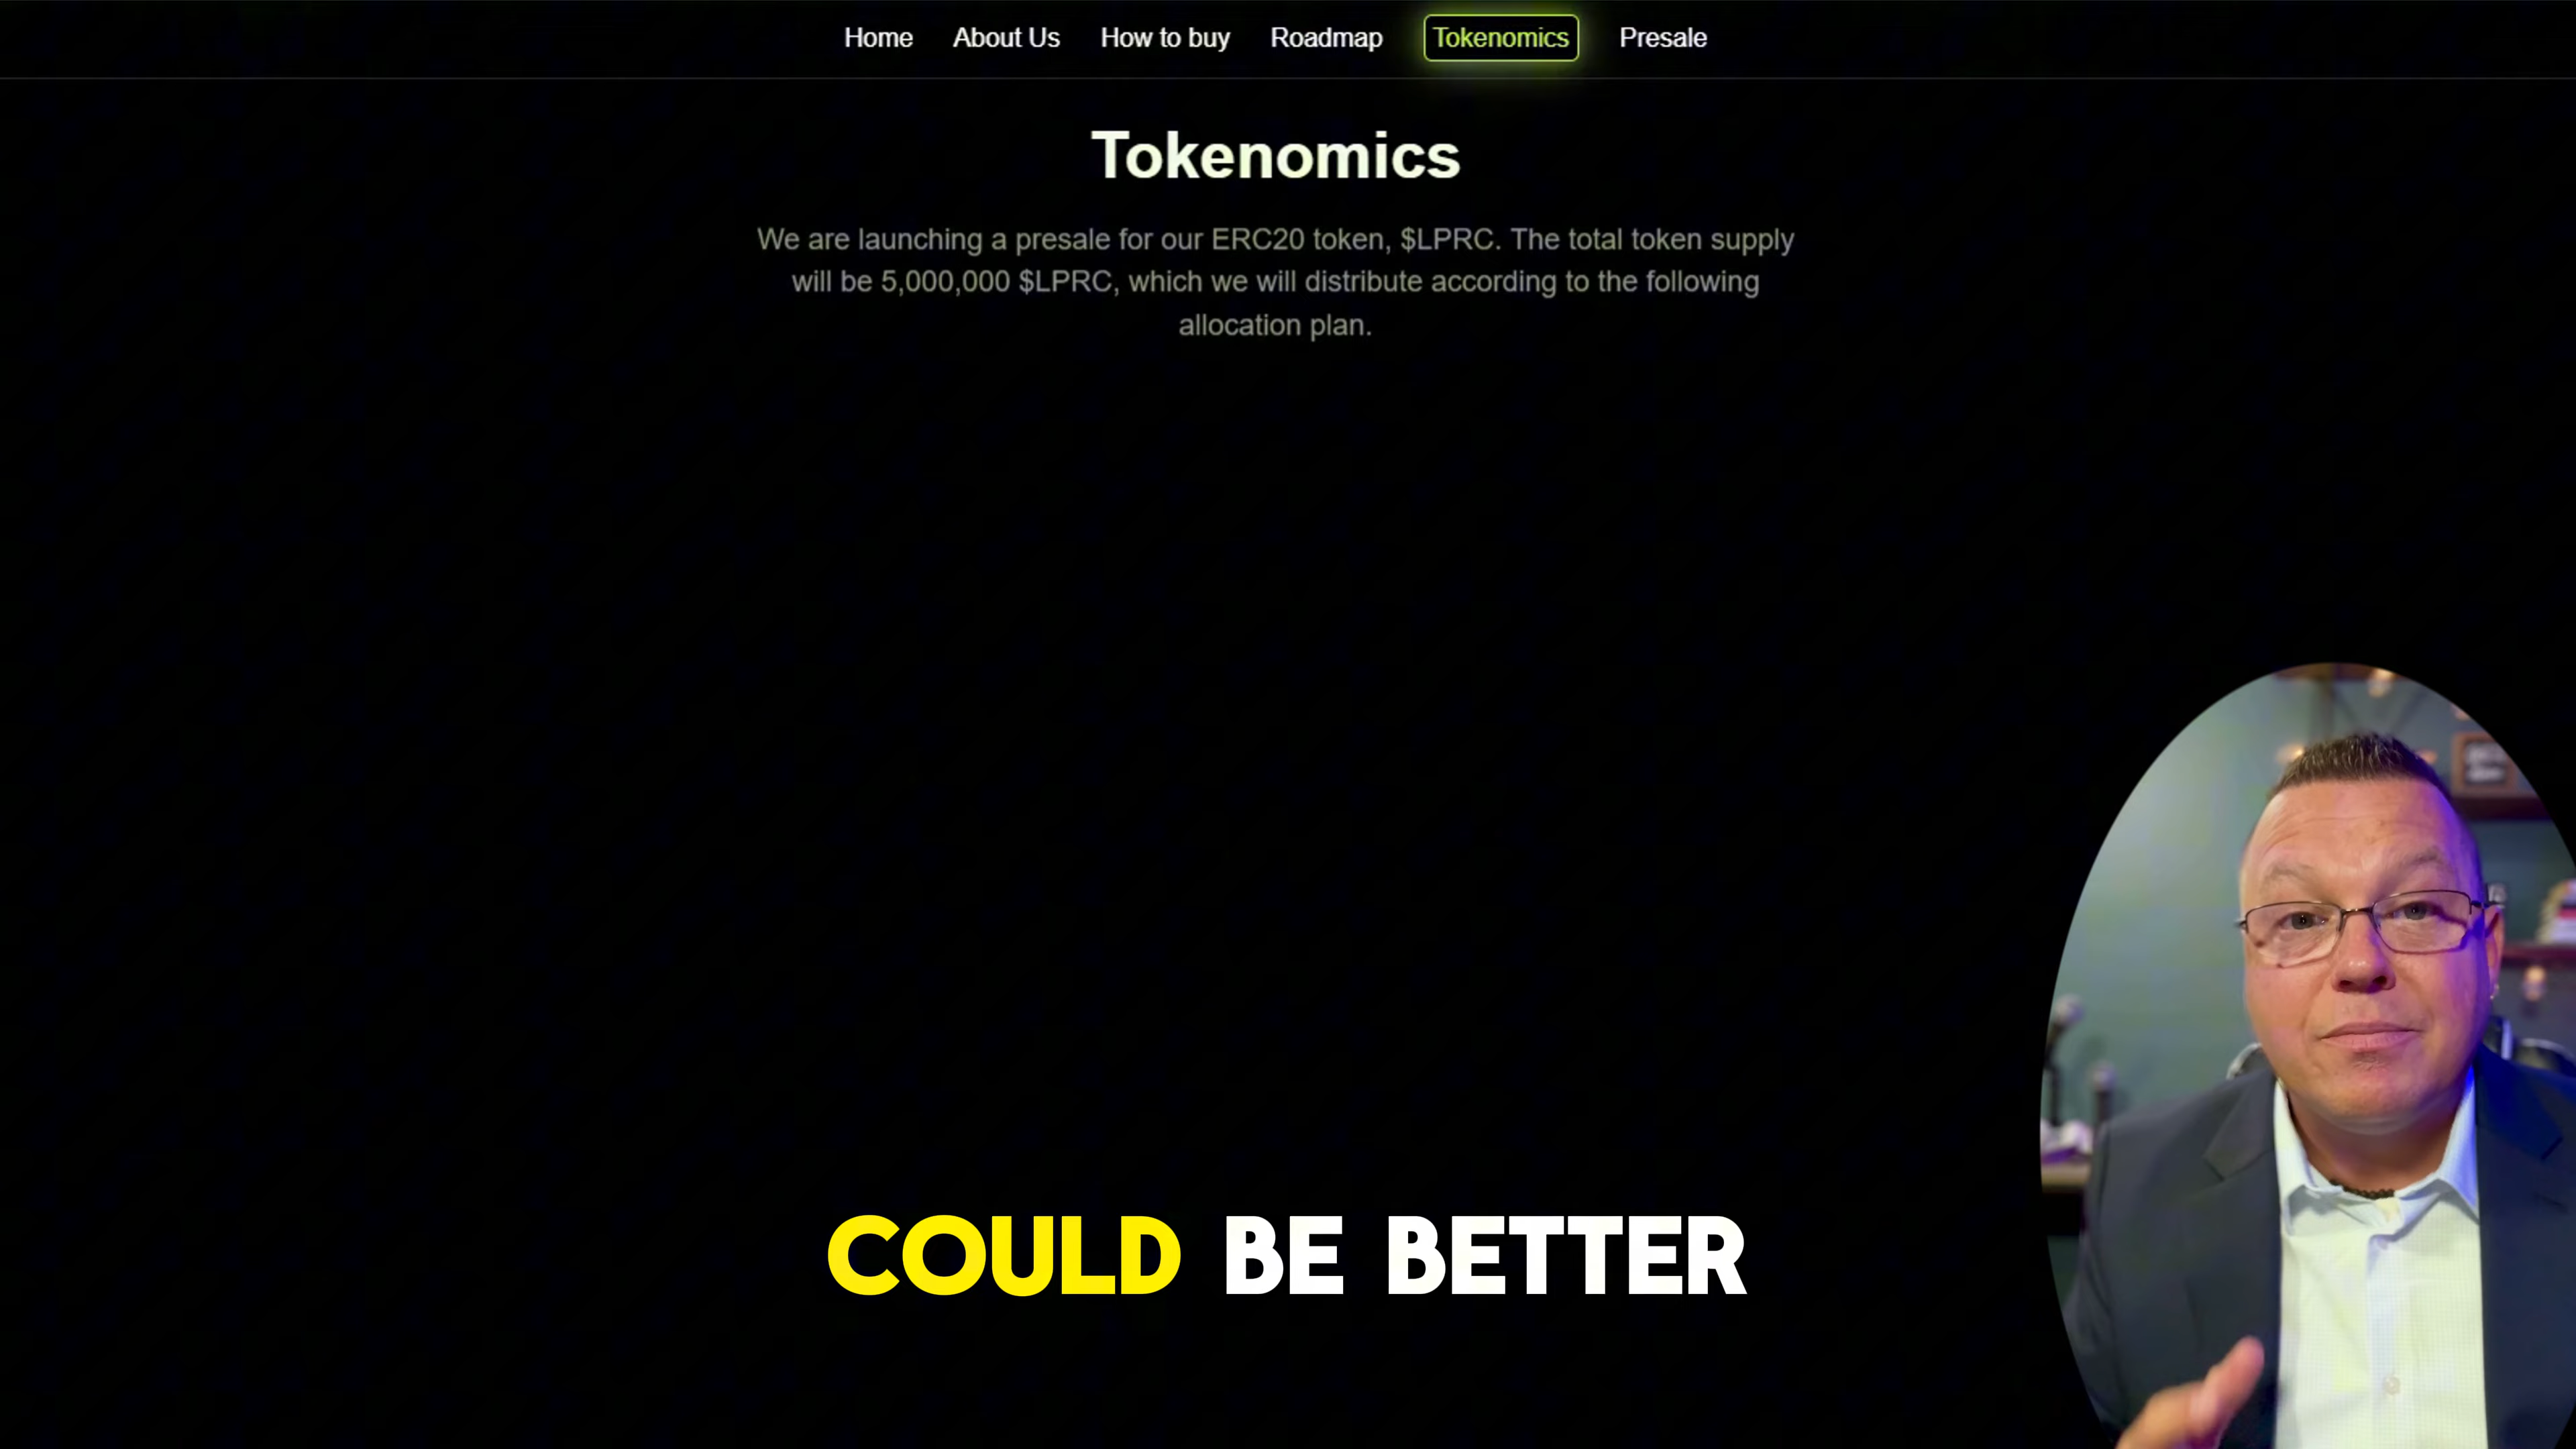 Home About Us How to buy Roadmap Tokenomics Presale
Tokenomics
We are launching a presale for our ERC20 token, $LPRC. The total token supply
will be 5,000,000 $LPRC, which we will distribute according to the following
allocation plan.
COULD BE BETTER